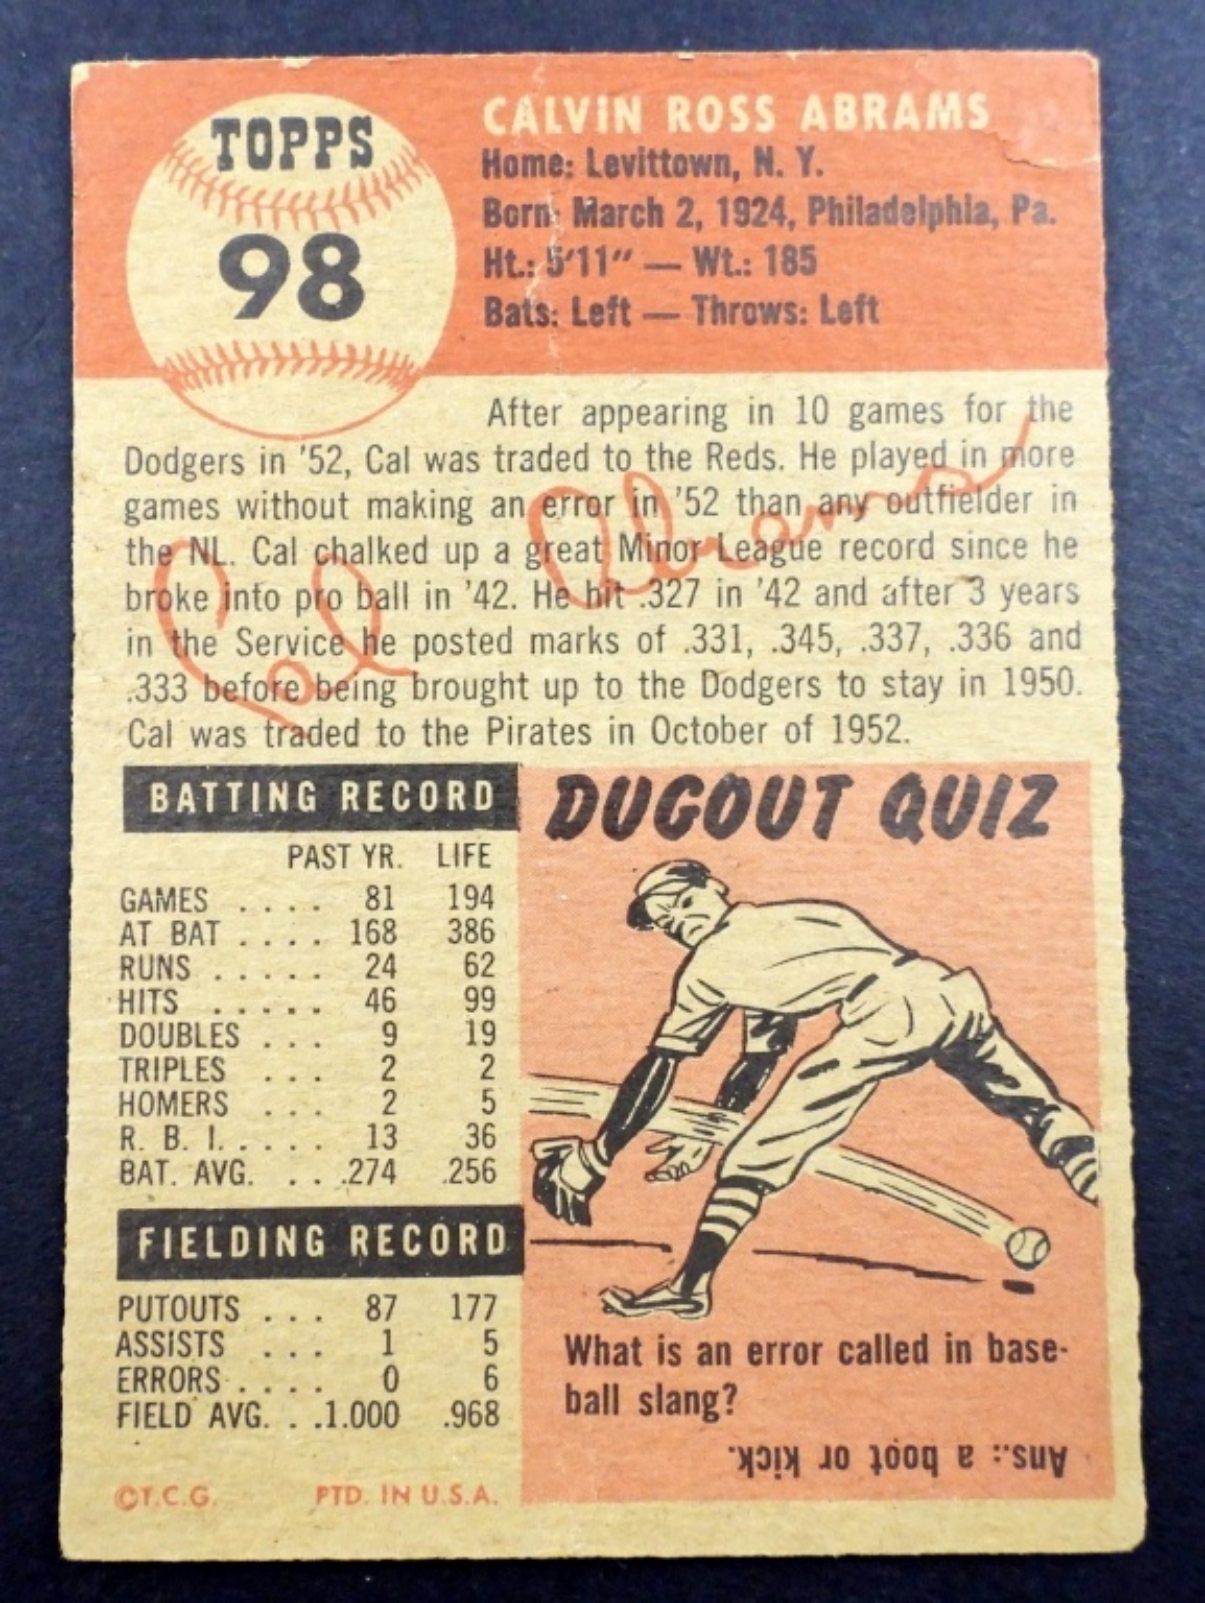 TOPPS
98
CALVIN ROSS ABRAMS
Home: Levittown, N. Y.
Born: March 2, 1924, Philadelphia, Pa.
Ht.: 5'11" — Wt.: 185
Bats: Left — Throws: Left
After appearing in 10 games for the
Dodgers in '52, Cal was traded to the Reds. He played in more
games without making an error in '52 than any outfielder in
the NL. Cal chalked up a great Minor League record since he
broke into pro ball in '42. He hit .327 in '42 and after 3 years
in the Service he posted marks of .331, .345, .337, .336 and
.333 before being brought up to the Dodgers to stay in 1950.
Cal was traded to the Pirates in October of 1952.
Cal Abrams
BATTING RECORD
PAST YR. LIFE
GAMES .... 81 194
AT BAT .... 168 386
RUNS ..... 24 62
HITS ..... 46 99
DOUBLES ... 9 19
TRIPLES ... 2 2
HOMERS ... 2 5
R. B. I. .... 13 36
BAT. AVG. ... .274 .256
FIELDING RECORD
PUTOUTS ... 87 177
ASSISTS ... 1 5
ERRORS .... 0 6
FIELD AVG. .. 1.000 .968
©T.C.G. PTD. IN U.S.A.
DUGOUT QUIZ
What is an error called in base-
ball slang?
Ans.: a boot or kick.